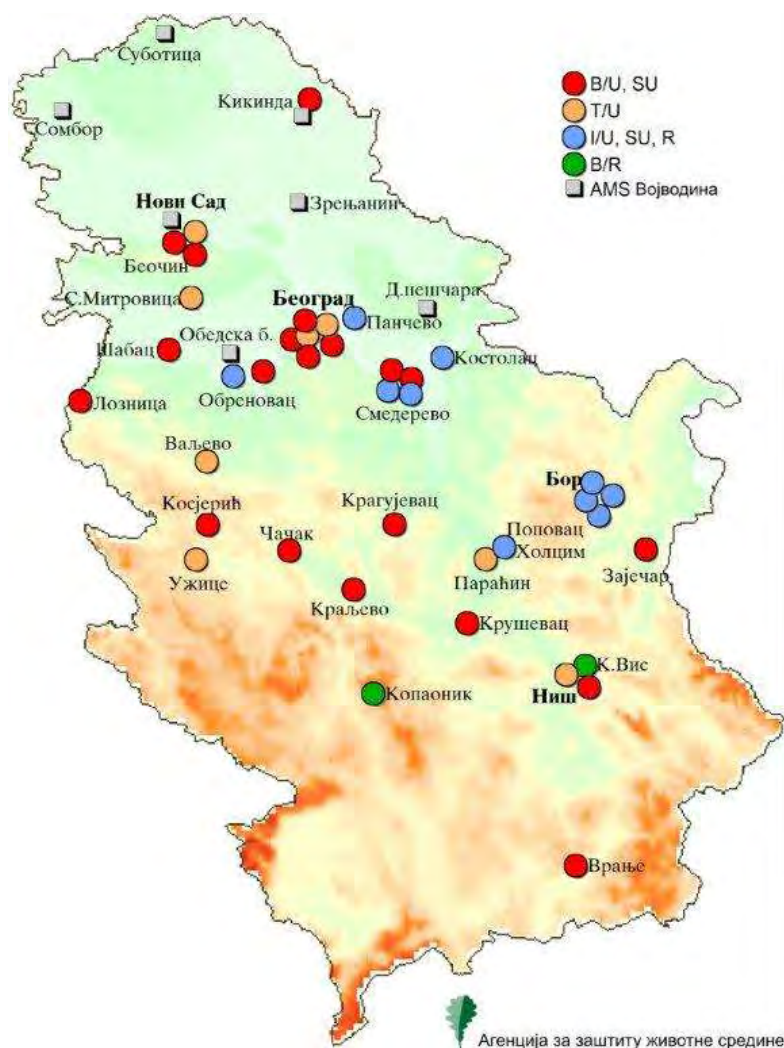 Суботица
Кикинда
Сомбор
B/U, SU
T/U
I/U, SU, R
B/R
AMS Војводина
Нови Сад
Зрењанин
Беочин
С.Митровица
Београд
Д.пешчара
Панчево
Обедска б.
Шабац
Костолац
Обреновац
Смедерево
Лозница
Ваљево
Бор
Косјерић
Крагујевац
Чачак
Поповац
Холцим
Ужице
Параћин
Зајечар
Краљево
Крушевац
К.Вис
Копаоник
Ниш
Врање
Агенција за заштиту животне средине